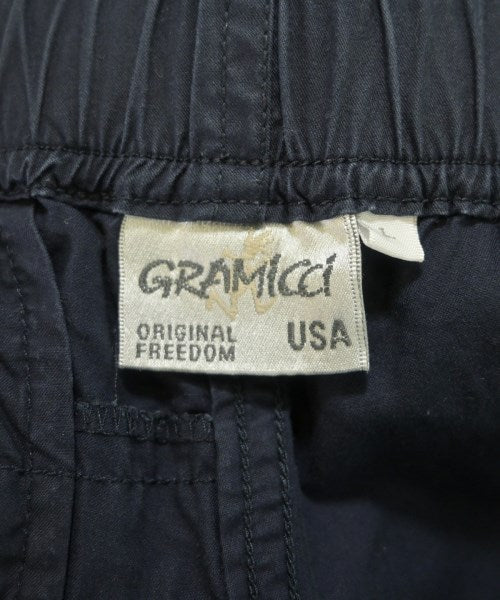 GRAMiCCi
ORIGINAL
FREEDOM
USA
L